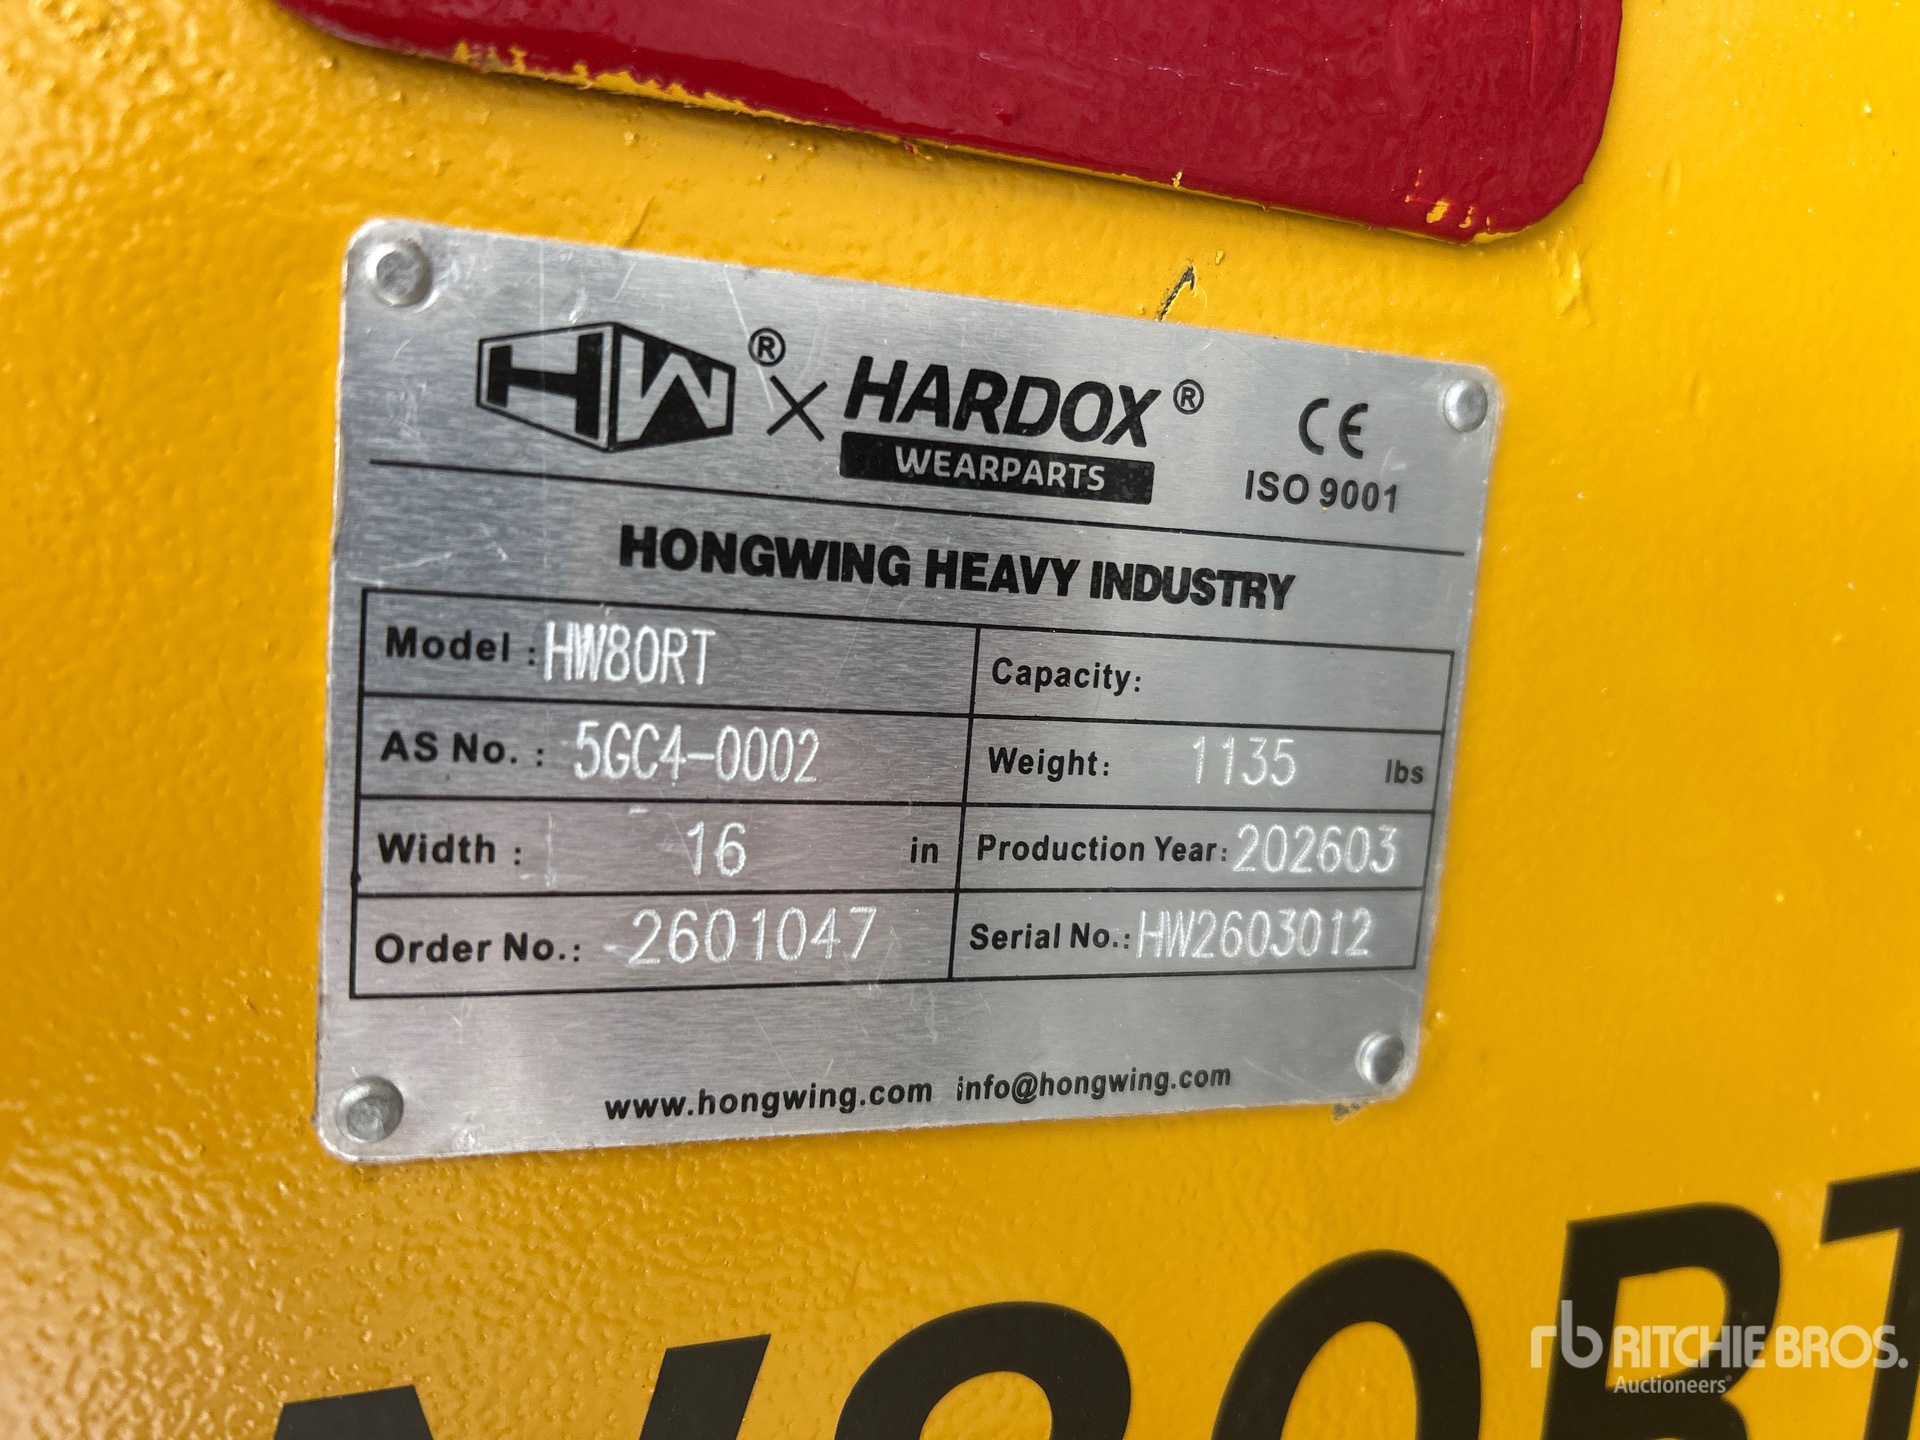 HW® x HARDOX® CE
WEARPARTS ISO 9001
HONGWING HEAVY INDUSTRY
Model : HW80RT Capacity:
AS No. : 5GC4-0002 Weight: 1135 lbs
Width : 16 in Production Year: 202603
Order No.: 2601047 Serial No.: HW2603012
www.hongwing.com info@hongwing.com
W80RT
rb RITCHIE BROS.
Auctioneers®